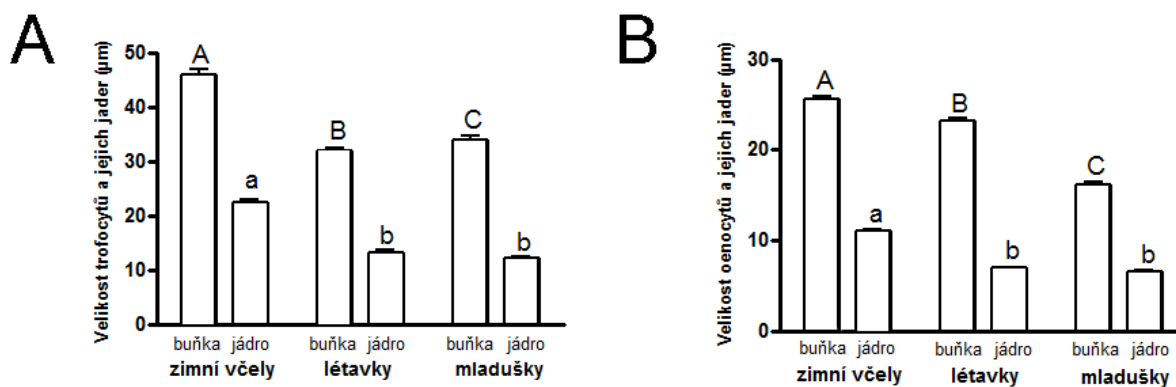 A
Velikost trofocytů a jejich jader (µm)
50
40
30
20
10
0
A
a
B
b
C
b
buňka jádro buňka jádro buňka jádro
zimní včely létavky mladušky
B
Velikost oenocytů a jejich jader (µm)
30
20
10
0
A
a
B
b
C
b
buňka jádro buňka jádro buňka jádro
zimní včely létavky mladušky